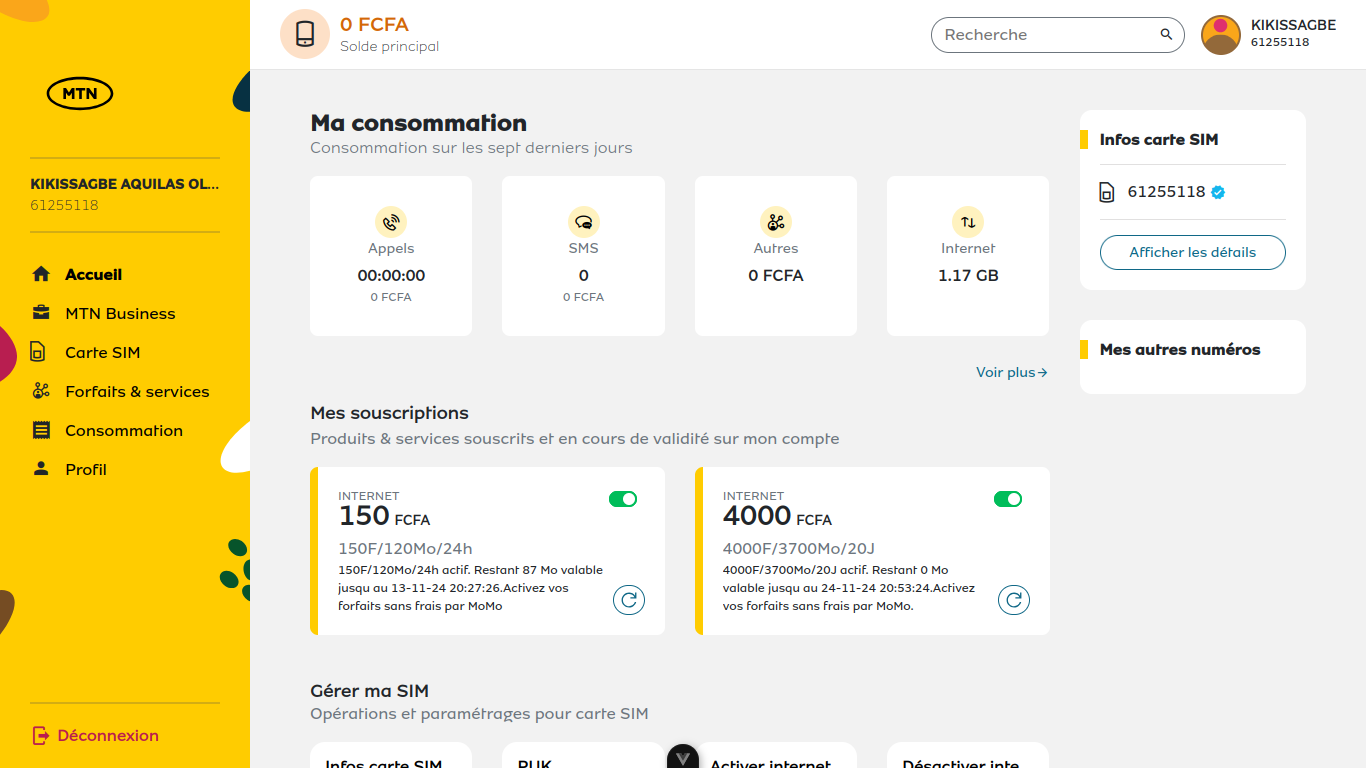 MTN
KIKISSAGBE AQUILAS OL...
61255118
Accueil
MTN Business
Carte SIM
Forfaits & services
Consommation
Profil
Déconnexion
0 FCFA
Solde principal
Recherche
KIKISSAGBE
61255118
Ma consommation
Consommation sur les sept derniers jours
Appels
00:00:00
0 FCFA
SMS
0
0 FCFA
Autres
0 FCFA
Internet
1.17 GB
Voir plus
Mes souscriptions
Produits & services souscrits et en cours de validité sur mon compte
INTERNET
150 FCFA
150F/120Mo/24h
150F/120Mo/24h actif. Restant 87 Mo valable
jusqu au 13-11-24 20:27:26.Activez vos
forfaits sans frais par MoMo
INTERNET
4000 FCFA
4000F/3700Mo/20J
4000F/3700Mo/20J actif. Restant 0 Mo
valable jusqu au 24-11-24 20:53:24.Activez
vos forfaits sans frais par MoMo.
Gérer ma SIM
Opérations et paramétrages pour carte SIM
Infos carte SIM
PUK
Activer internet
Désactiver inte
Infos carte SIM
61255118
Afficher les détails
Mes autres numéros